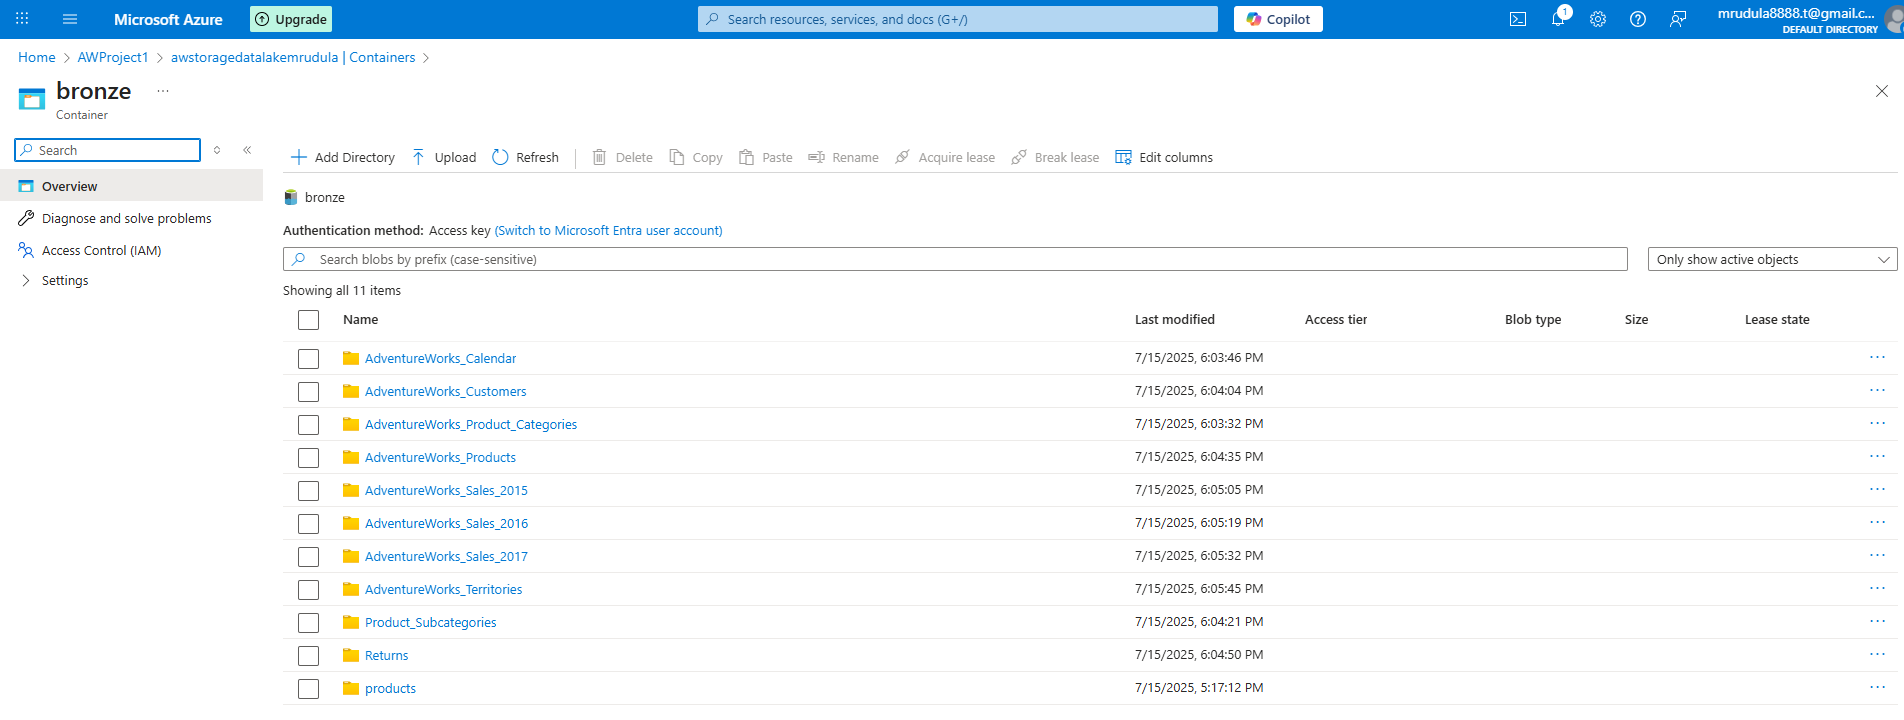 Microsoft Azure
Upgrade
Search resources, services, and docs (G+/)
Copilot
1
mrudula8888.t@gmail.c...
DEFAULT DIRECTORY
Home > AWProject1 > awstoragedatalakemrudula | Containers >
bronze ...
Container
Search
Add Directory Upload Refresh Delete Copy Paste Rename Acquire lease Break lease Edit columns
Overview
Diagnose and solve problems
Access Control (IAM)
Settings
bronze
Authentication method: Access key (Switch to Microsoft Entra user account)
Search blobs by prefix (case-sensitive)
Only show active objects
Showing all 11 items
Name Last modified Access tier Blob type Size Lease state
AdventureWorks_Calendar 7/15/2025, 6:03:46 PM ...
AdventureWorks_Customers 7/15/2025, 6:04:04 PM ...
AdventureWorks_Product_Categories 7/15/2025, 6:03:32 PM ...
AdventureWorks_Products 7/15/2025, 6:04:35 PM ...
AdventureWorks_Sales_2015 7/15/2025, 6:05:05 PM ...
AdventureWorks_Sales_2016 7/15/2025, 6:05:19 PM ...
AdventureWorks_Sales_2017 7/15/2025, 6:05:32 PM ...
AdventureWorks_Territories 7/15/2025, 6:05:45 PM ...
Product_Subcategories 7/15/2025, 6:04:21 PM ...
Returns 7/15/2025, 6:04:50 PM ...
products 7/15/2025, 5:17:12 PM ...